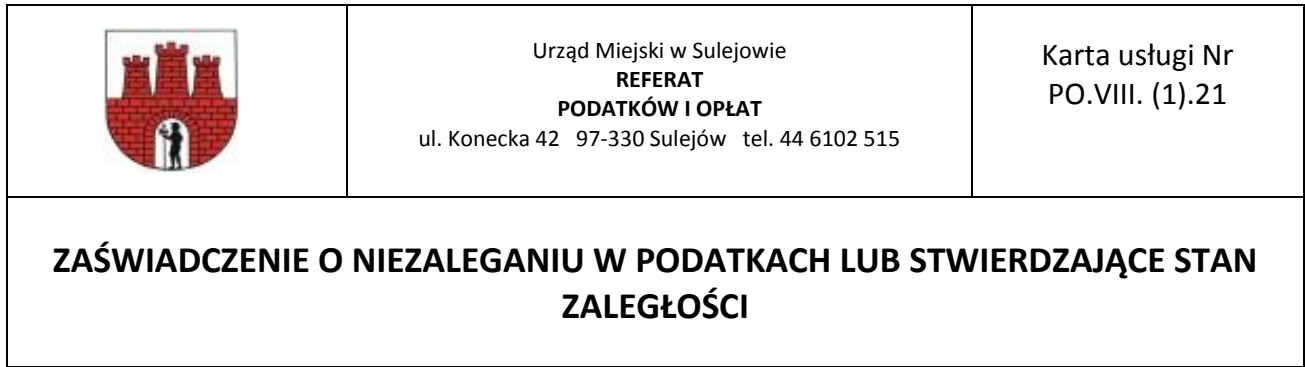 Urząd Miejski w Sulejowie
REFERAT
PODATKÓW I OPŁAT
ul. Konecka 42 97-330 Sulejów tel. 44 6102 515
Karta usługi Nr
PO.VIII. (1).21
ZAŚWIADCZENIE O NIEZALEGANIU W PODATKACH LUB STWIERDZAJĄCE STAN
ZALEGŁOŚCI